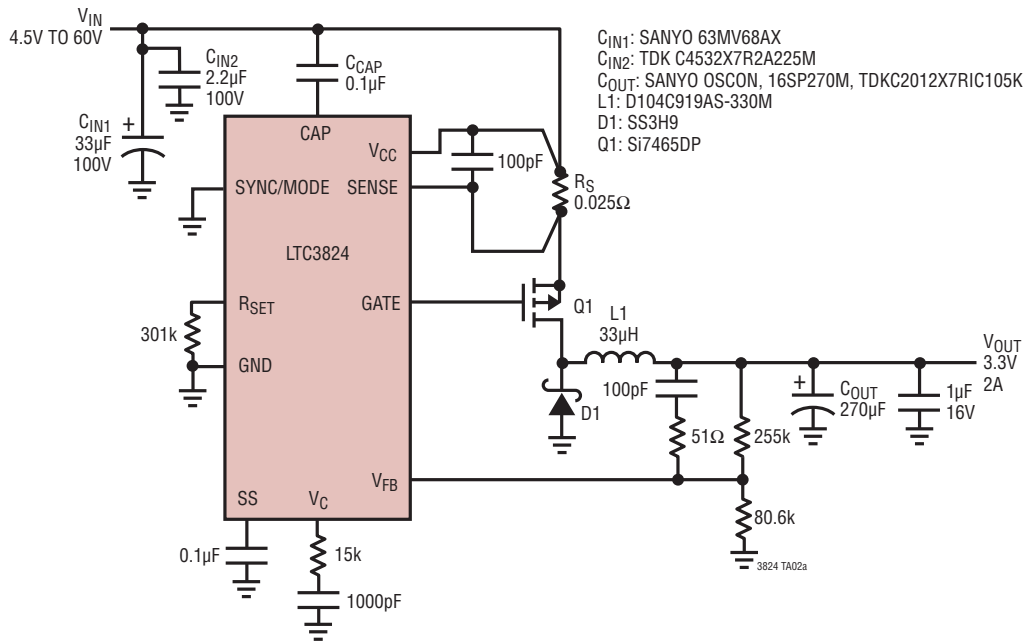 VIN
4.5V TO 60V
CIN2
2.2µF
100V
CIN1
33µF
100V
+
CCAP
0.1µF
CIN1: SANYO 63MV68AX
CIN2: TDK C4532X7R2A225M
COUT: SANYO OSCON, 16SP270M, TDKC2012X7RIC105K
L1: D104C919AS-330M
D1: SS3H9
Q1: Si7465DP
CAP
VCC
100pF
SYNC/MODE
SENSE
RS
0.025Ω
LTC3824
RSET
GATE
Q1
301k
GND
L1
33µH
VOUT
3.3V
2A
100pF
D1
+
COUT
270µF
1µF
16V
51Ω
255k
VFB
SS
VC
80.6k
0.1µF
15k
3824 TA02a
1000pF